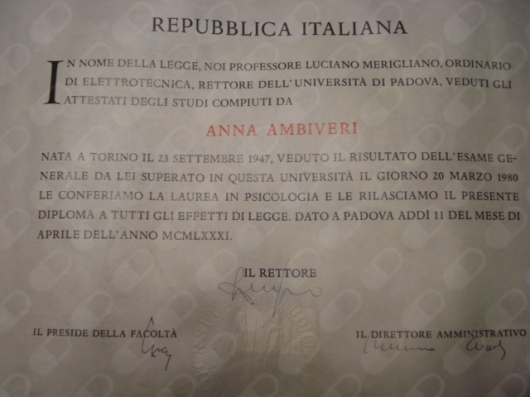 REPUBBLICA ITALIANA
IN NOME DELLA LEGGE, NOI PROFESSORE LUCIANO MERIGLIANO, ORDINARIO
DI ELETTROTECNICA, RETTORE DELL'UNIVERSITÀ DI PADOVA, VEDUTI GLI
ATTESTATI DEGLI STUDI COMPIUTI DA
ANNA AMBIVERI
NATA A TORINO IL 23 SETTEMBRE 1947, VEDUTO IL RISULTATO DELL'ESAME GE-
NERALE DA LEI SUPERATO IN QUESTA UNIVERSITÀ IL GIORNO 20 MARZO 1980
LE CONFERIAMO LA LAUREA IN PSICOLOGIA E LE RILASCIAMO IL PRESENTE
DIPLOMA A TUTTI GLI EFFETTI DI LEGGE. DATO A PADOVA ADDÌ 11 DEL MESE DI
APRILE DELL'ANNO MCMLXXXI.
IL RETTORE
IL PRESIDE DELLA FACOLTÀ
IL DIRETTORE AMMINISTRATIVO